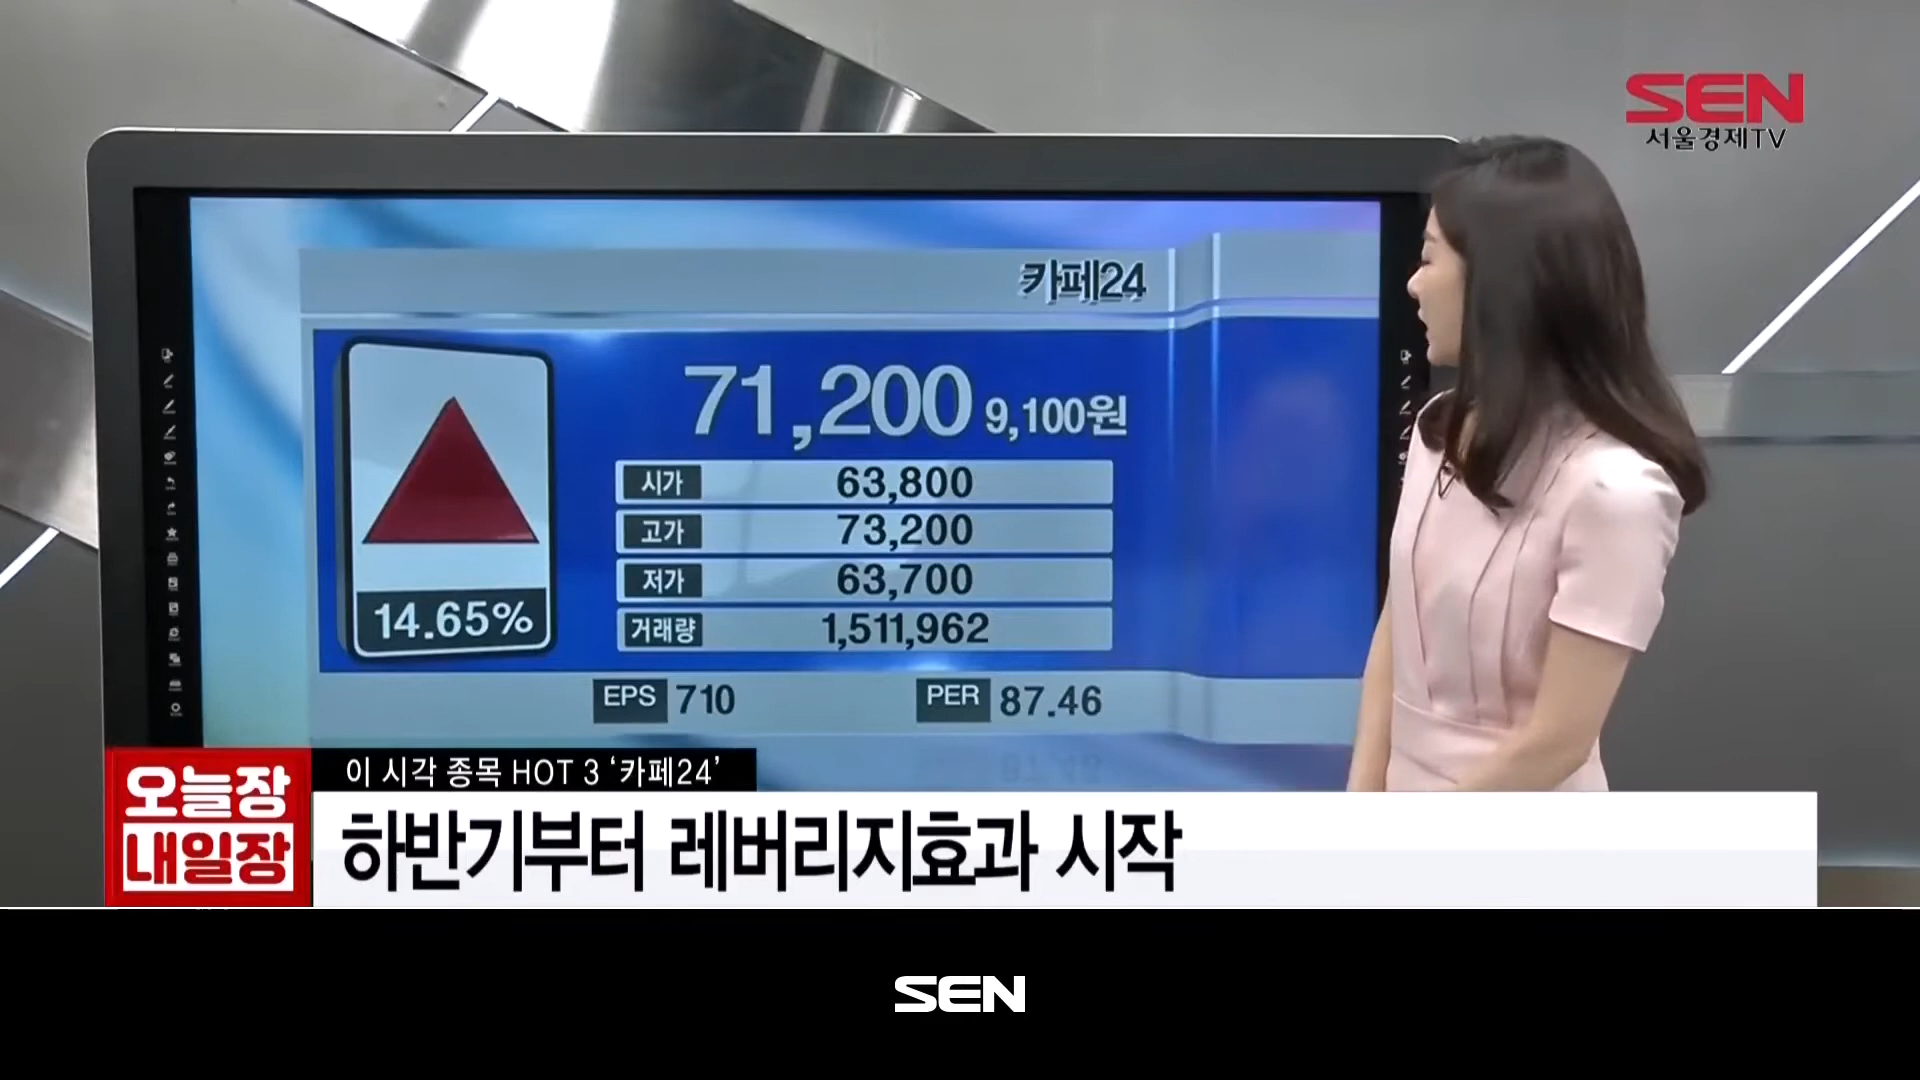 SEN
서울경제TV
카페24
71,200 9,100원
시가 63,800
고가 73,200
저가 63,700
거래량 1,511,962
14.65%
EPS 710 PER 87.46
오늘장
내일장
이 시각 종목 HOT 3 ‘카페24’
하반기부터 레버리지효과 시작
SEN